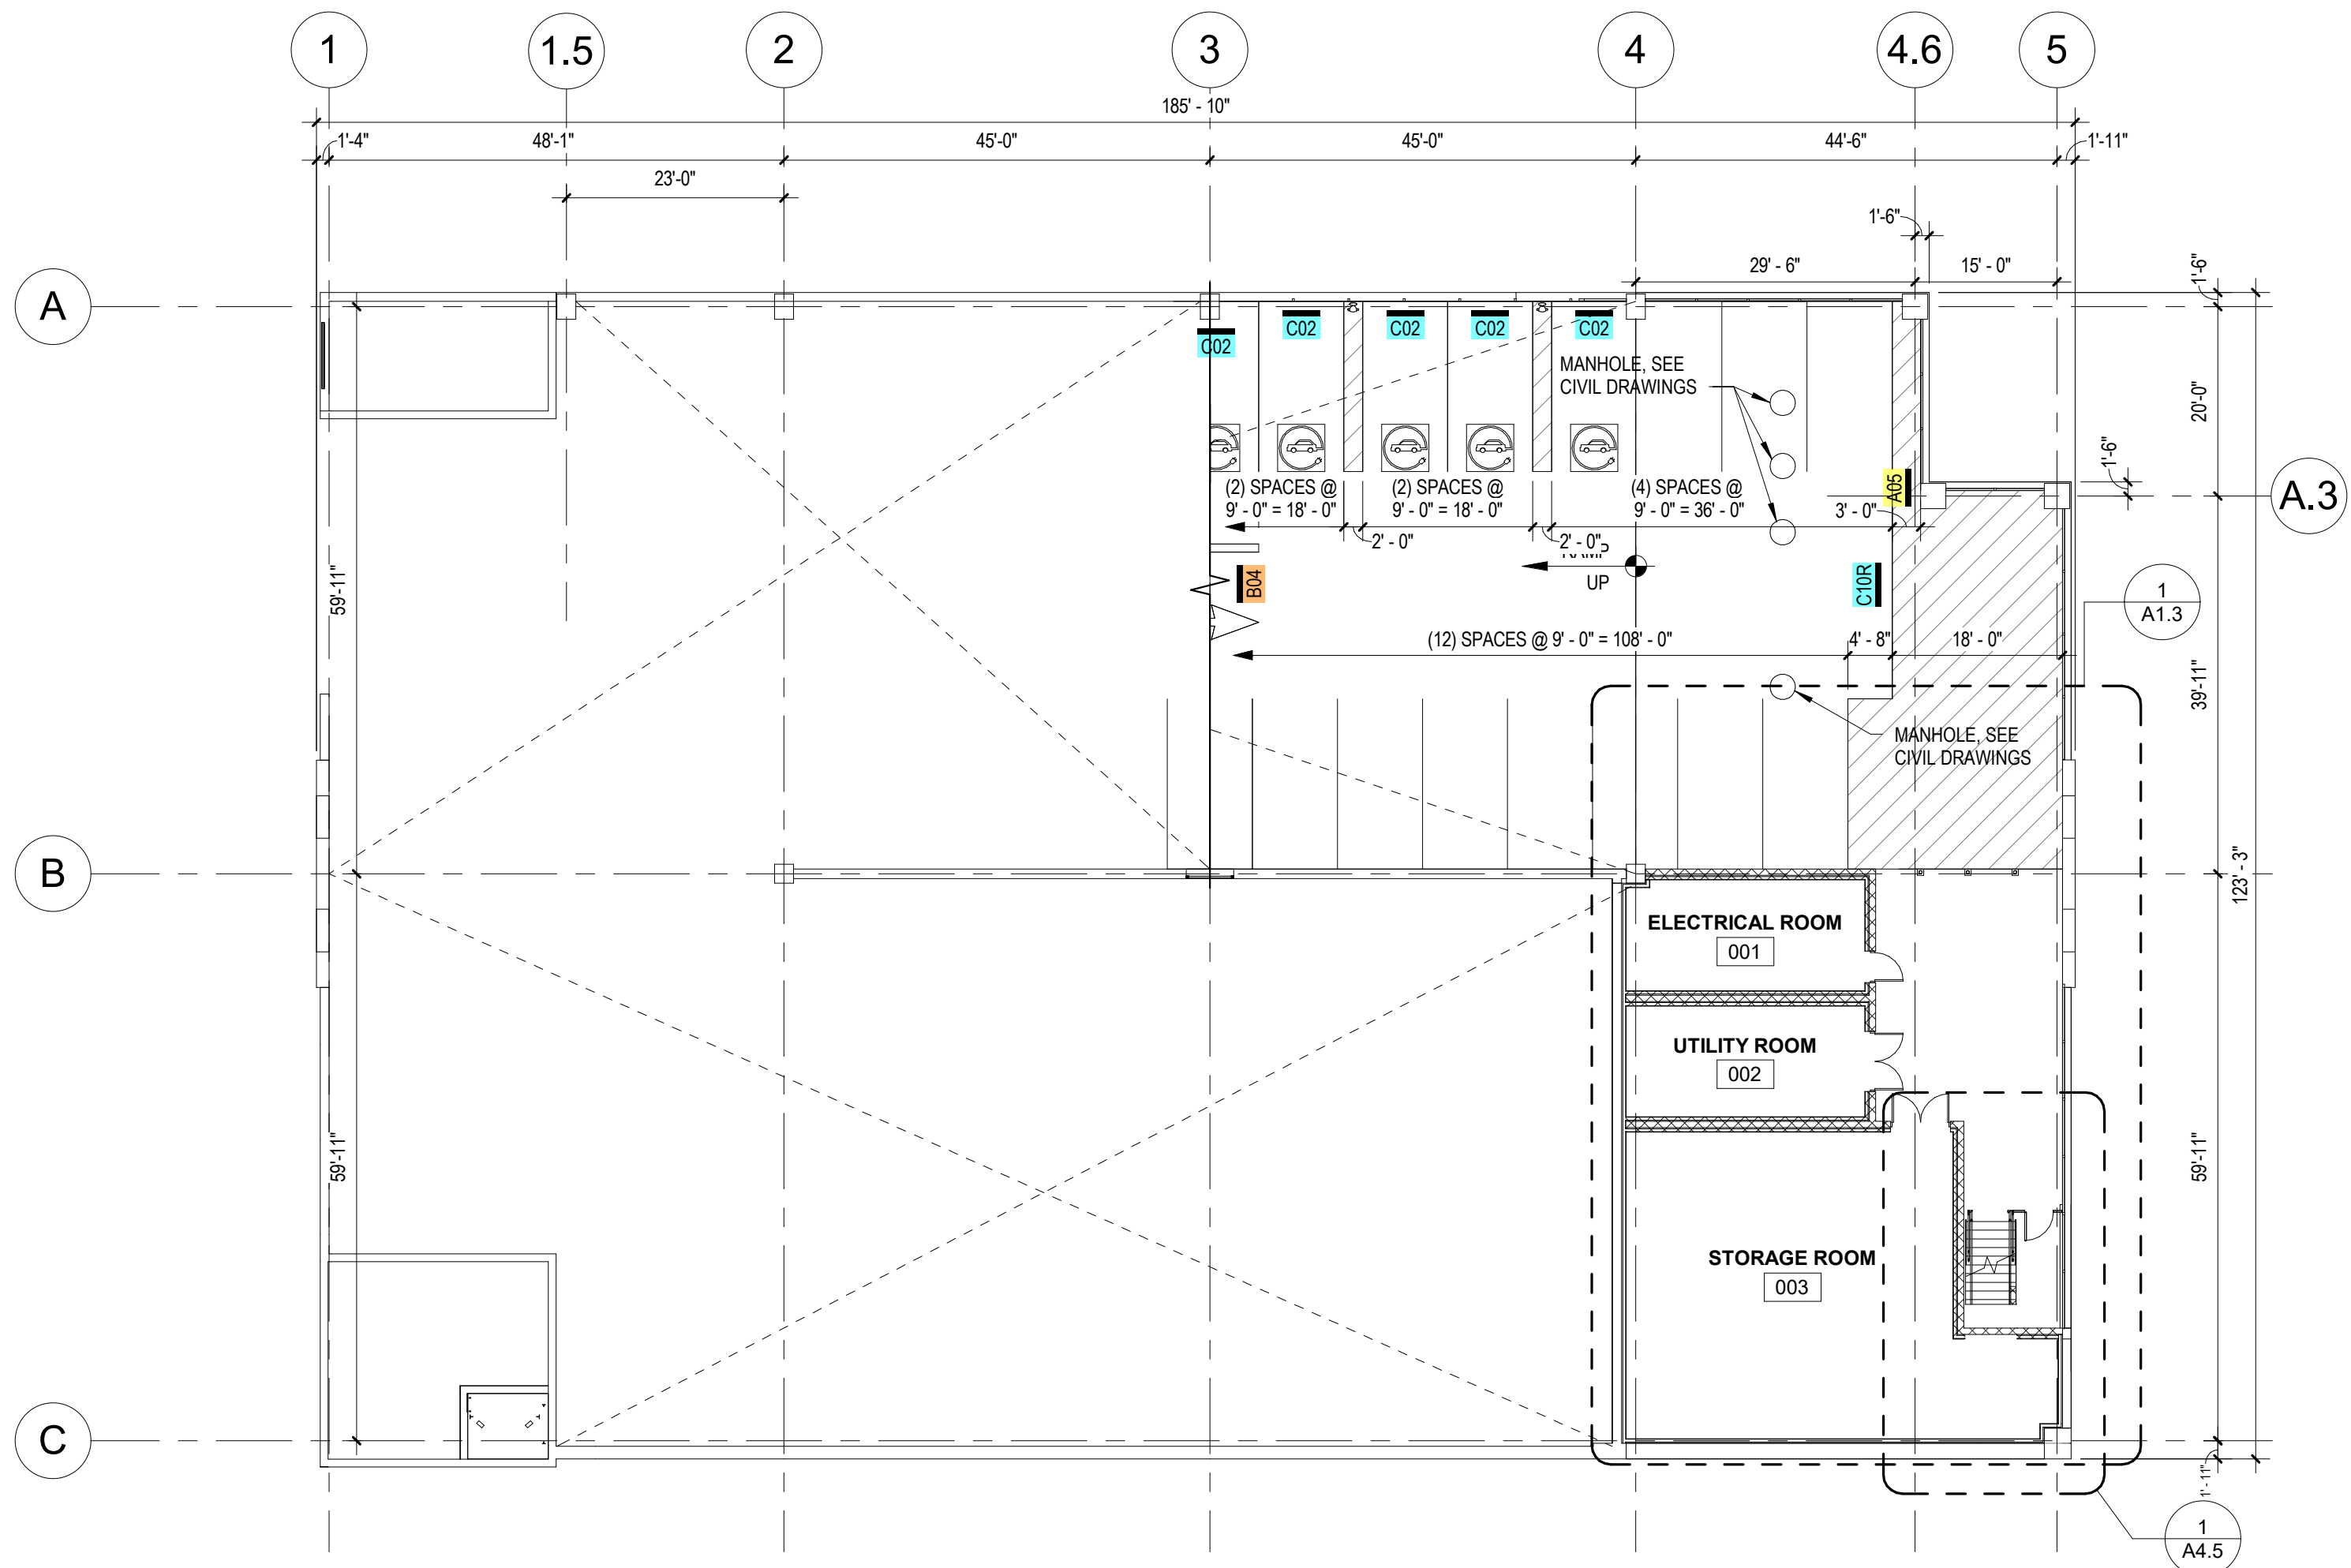 1
1.5
2
3
4
4.6
5
185' - 10"
1'-4"
48'-1"
45'-0"
45'-0"
44'-6"
1'-11"
23'-0"
1'-6"
29' - 6"
15' - 0"
1'-6"
A
C02
C02
C02
C02
C02
MANHOLE, SEE
CIVIL DRAWINGS
20'-0"
1'-6"
A05
A.3
(2) SPACES @
9' - 0" = 18' - 0"
(2) SPACES @
9' - 0" = 18' - 0"
(4) SPACES @
9' - 0" = 36' - 0"
3' - 0"
2' - 0"
2' - 0"
UP
B04
C10R
59'-11"
1
A1.3
(12) SPACES @ 9' - 0" = 108' - 0"
4' - 8"
18' - 0"
39'-11"
MANHOLE, SEE
CIVIL DRAWINGS
B
123' - 3"
ELECTRICAL ROOM
001
UTILITY ROOM
002
59'-11"
59'-11"
STORAGE ROOM
003
C
1' - 11"
1
A4.5